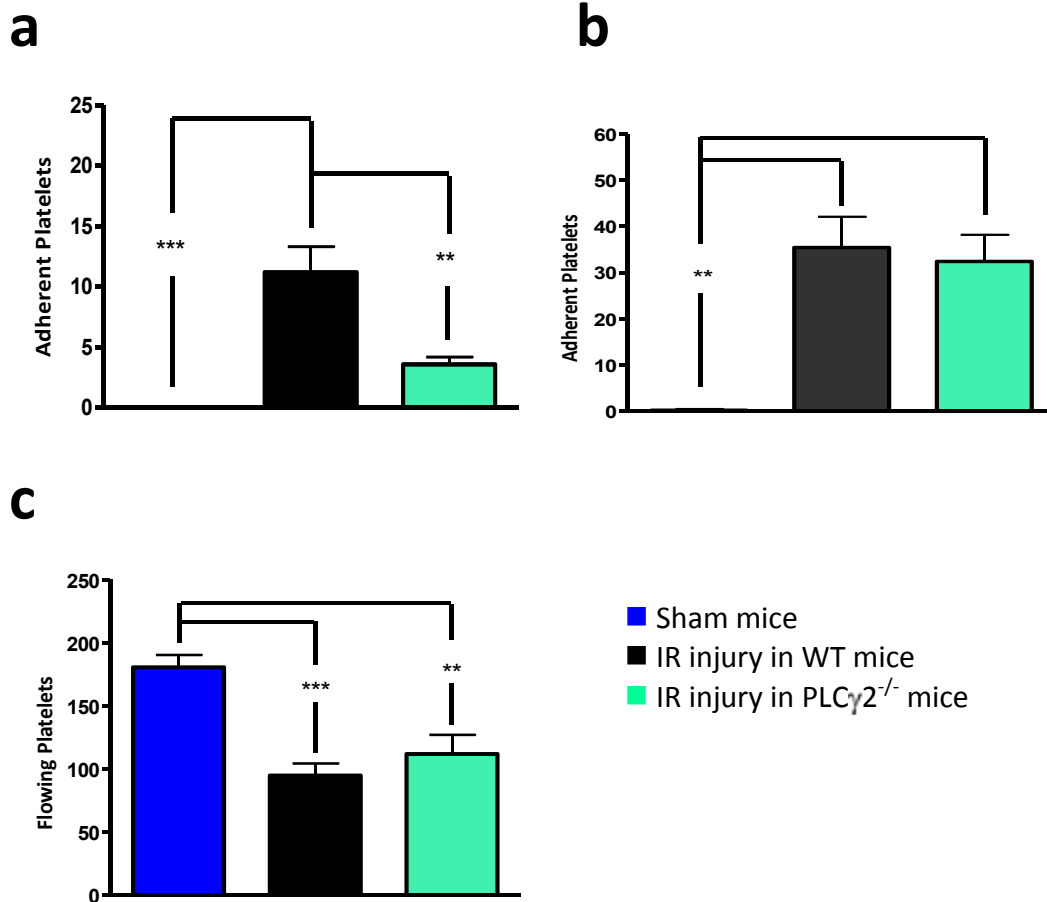 a
25
20
15
10
5
0
Adherent Platelets
***
**
b
60
50
40
30
20
10
0
Adherent Platelets
**
c
250
200
150
100
50
0
Flowing Platelets
***
**
Sham mice
IR injury in WT mice
IR injury in PLCγ2-/- mice